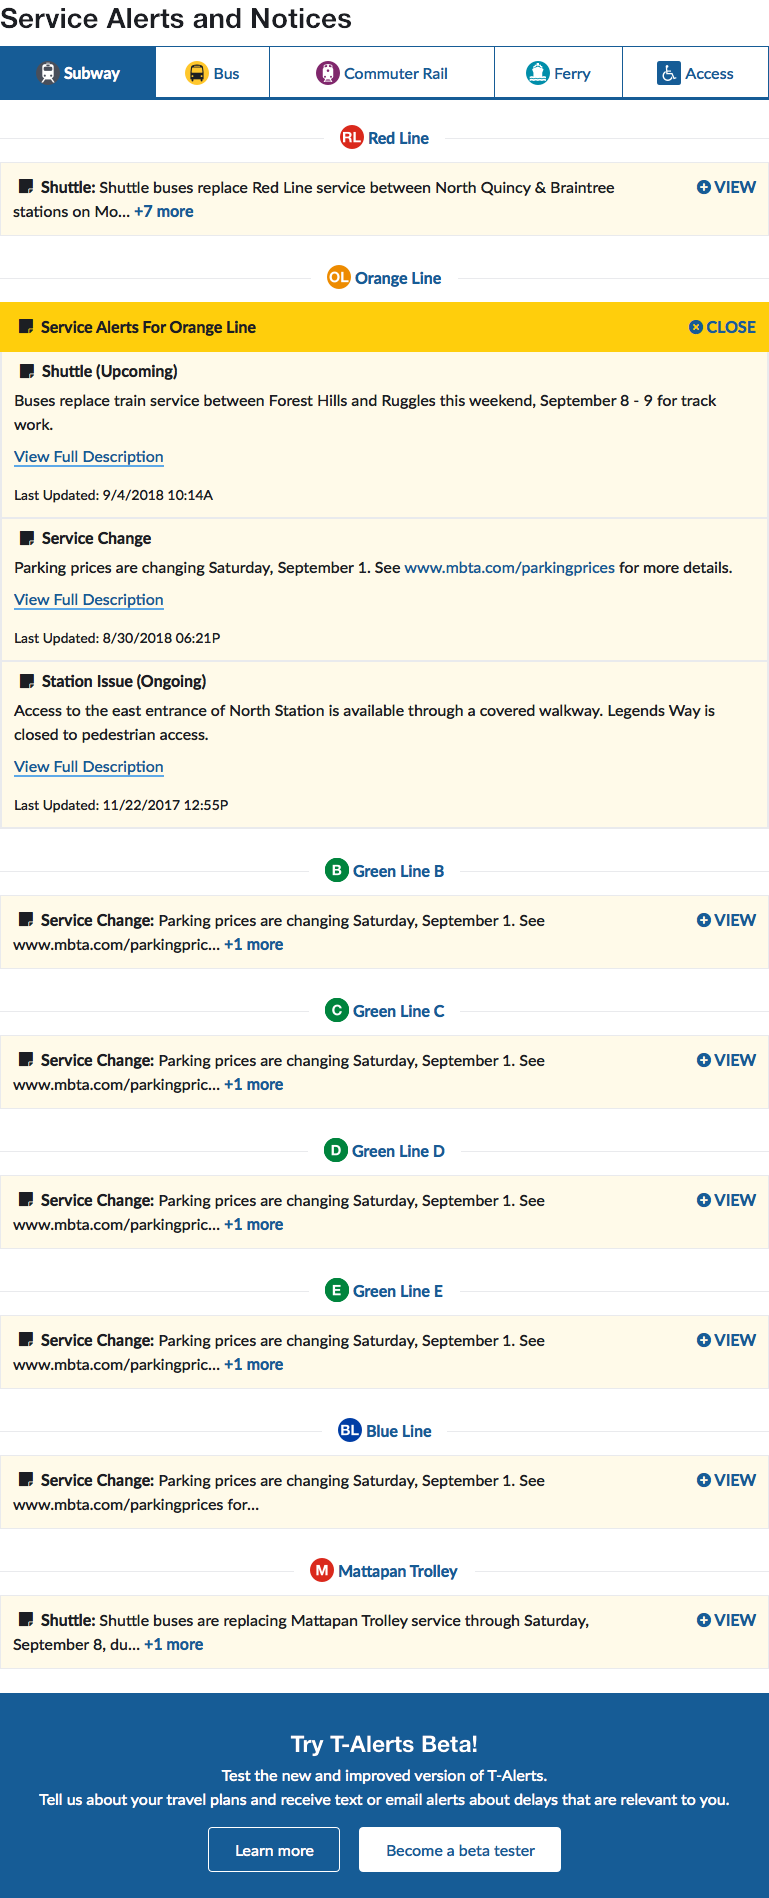 Service Alerts and Notices
Subway
Bus
Commuter Rail
Ferry
Access
RL Red Line
Shuttle: Shuttle buses replace Red Line service between North Quincy & Braintree
stations on Mo... +7 more
VIEW
OL Orange Line
Service Alerts For Orange Line
CLOSE
Shuttle (Upcoming)
Buses replace train service between Forest Hills and Ruggles this weekend, September 8 - 9 for track
work.
View Full Description
Last Updated: 9/4/2018 10:14A
Service Change
Parking prices are changing Saturday, September 1. See www.mbta.com/parkingprices for more details.
View Full Description
Last Updated: 8/30/2018 06:21P
Station Issue (Ongoing)
Access to the east entrance of North Station is available through a covered walkway. Legends Way is
closed to pedestrian access.
View Full Description
Last Updated: 11/22/2017 12:55P
B Green Line B
Service Change: Parking prices are changing Saturday, September 1. See
www.mbta.com/parkingpric... +1 more
VIEW
C Green Line C
Service Change: Parking prices are changing Saturday, September 1. See
www.mbta.com/parkingpric... +1 more
VIEW
D Green Line D
Service Change: Parking prices are changing Saturday, September 1. See
www.mbta.com/parkingpric... +1 more
VIEW
E Green Line E
Service Change: Parking prices are changing Saturday, September 1. See
www.mbta.com/parkingpric... +1 more
VIEW
BL Blue Line
Service Change: Parking prices are changing Saturday, September 1. See
www.mbta.com/parkingprices for...
VIEW
M Mattapan Trolley
Shuttle: Shuttle buses are replacing Mattapan Trolley service through Saturday,
September 8, du... +1 more
VIEW
Try T-Alerts Beta!
Test the new and improved version of T-Alerts.
Tell us about your travel plans and receive text or email alerts about delays that are relevant to you.
Learn more
Become a beta tester